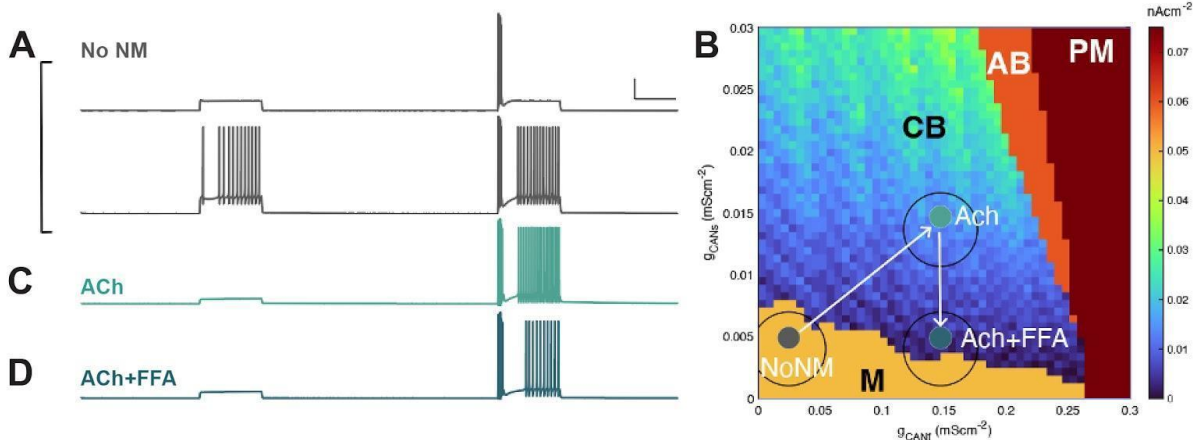 A
No NM
C
ACh
D
ACh+FFA
B
nAcm⁻²
0.03
0.025
0.02
0.015
0.01
0.005
0
g_CANs (mScm⁻²)
AB
PM
CB
Ach
Ach+FFA
NoNM
M
0
0.05
0.1
0.15
0.2
0.25
0.3
g_CANf (mScm⁻²)
0.07
0.06
0.05
0.04
0.03
0.02
0.01
0